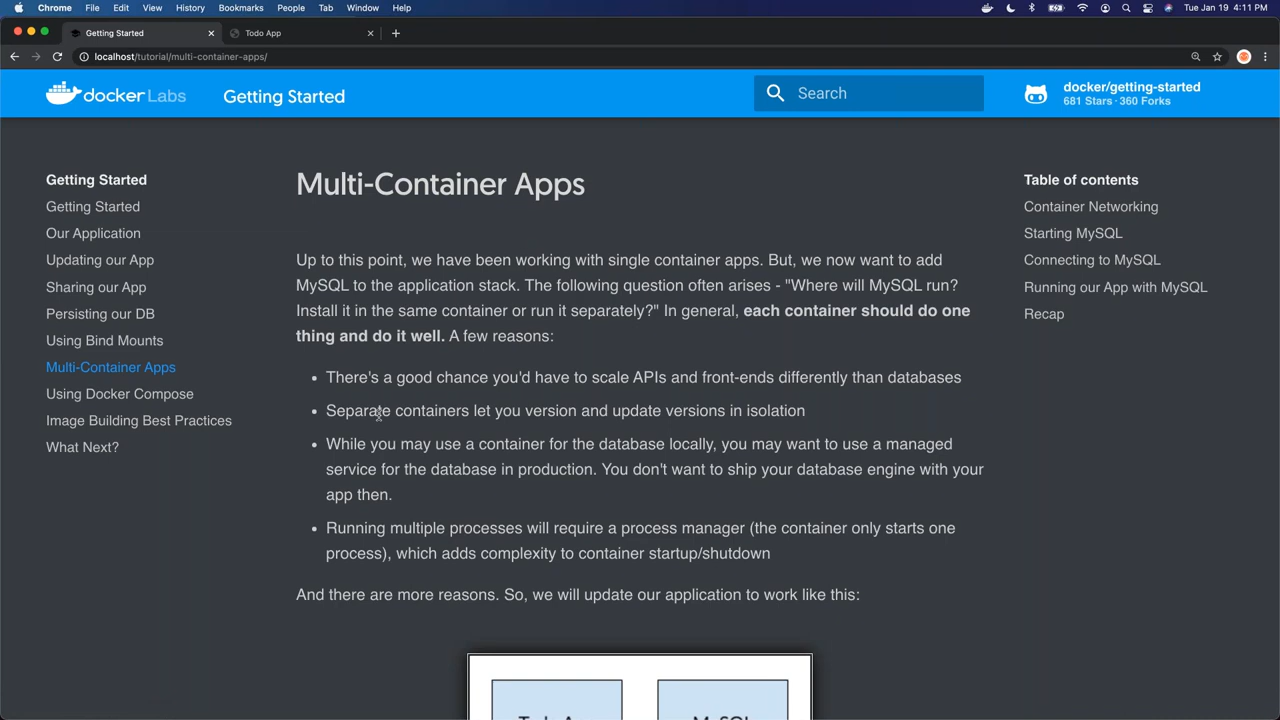 Chrome File Edit View History Bookmarks People Tab Window Help Tue Jan 19 4:11 PM
Getting Started Todo App
localhost/tutorial/multi-container-apps/
docker Labs Getting Started Search docker/getting-started
681 Stars · 360 Forks
Getting Started
Getting Started
Our Application
Updating our App
Sharing our App
Persisting our DB
Using Bind Mounts
Multi-Container Apps
Using Docker Compose
Image Building Best Practices
What Next?
Multi-Container Apps
Up to this point, we have been working with single container apps. But, we now want to add
MySQL to the application stack. The following question often arises - "Where will MySQL run?
Install it in the same container or run it separately?" In general, each container should do one
thing and do it well. A few reasons:
• There's a good chance you'd have to scale APIs and front-ends differently than databases
• Separate containers let you version and update versions in isolation
• While you may use a container for the database locally, you may want to use a managed
service for the database in production. You don't want to ship your database engine with your
app then.
• Running multiple processes will require a process manager (the container only starts one
process), which adds complexity to container startup/shutdown
And there are more reasons. So, we will update our application to work like this:
Todo App MySQL
Table of contents
Container Networking
Starting MySQL
Connecting to MySQL
Running our App with MySQL
Recap